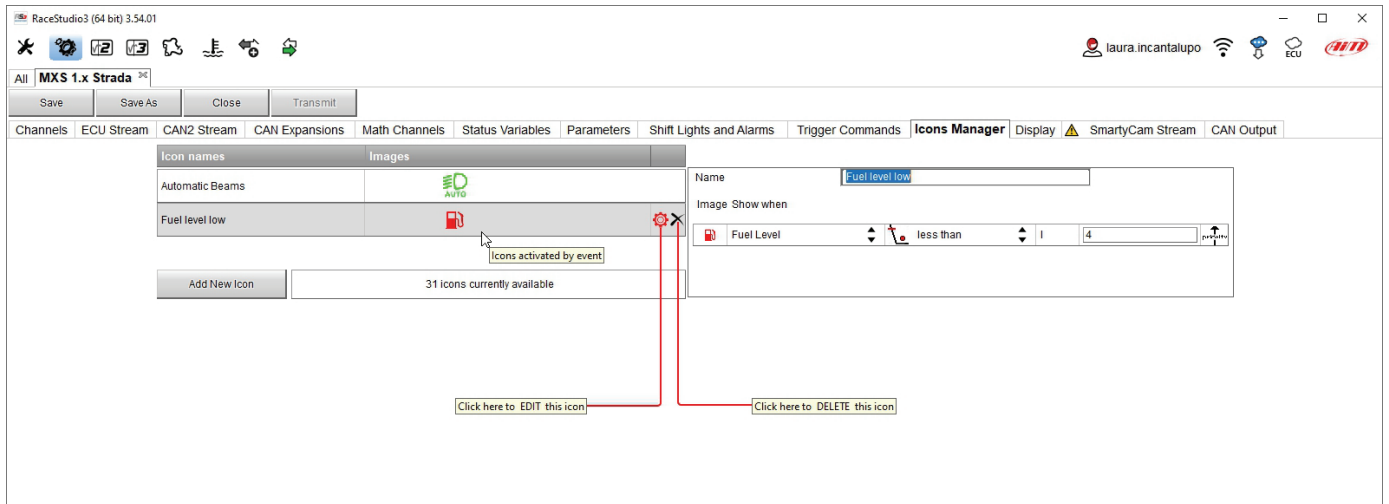 RaceStudio3 (64 bit) 3.54.01
laura.incantalupo ECU AiM
All MXS 1.x Strada
Save Save As Close Transmit
Channels ECU Stream CAN2 Stream CAN Expansions Math Channels Status Variables Parameters Shift Lights and Alarms Trigger Commands Icons Manager Display SmartyCam Stream CAN Output
Icon names Images
Automatic Beams AUTO
Fuel level low
Icons activated by event
Add New Icon 31 icons currently available
Name Fuel level low
Image Show when
Fuel Level less than l 4
Click here to EDIT this icon
Click here to DELETE this icon